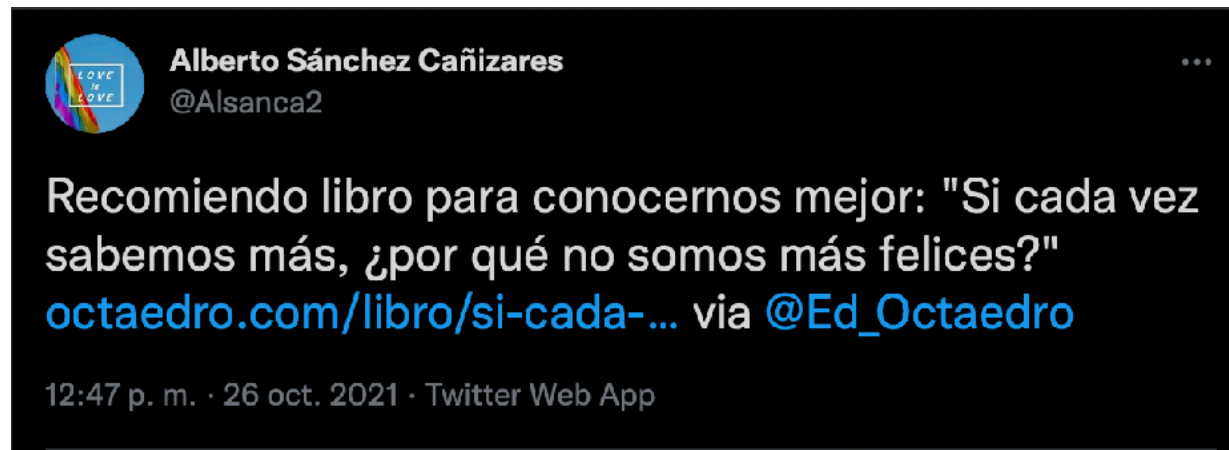 LOVE
is
LOVE
Alberto Sánchez Cañizares
@Alsanca2
Recomiendo libro para conocernos mejor: "Si cada vez
sabemos más, ¿por qué no somos más felices?"
octaedro.com/libro/si-cada-... via @Ed_Octaedro
12:47 p. m. · 26 oct. 2021 · Twitter Web App